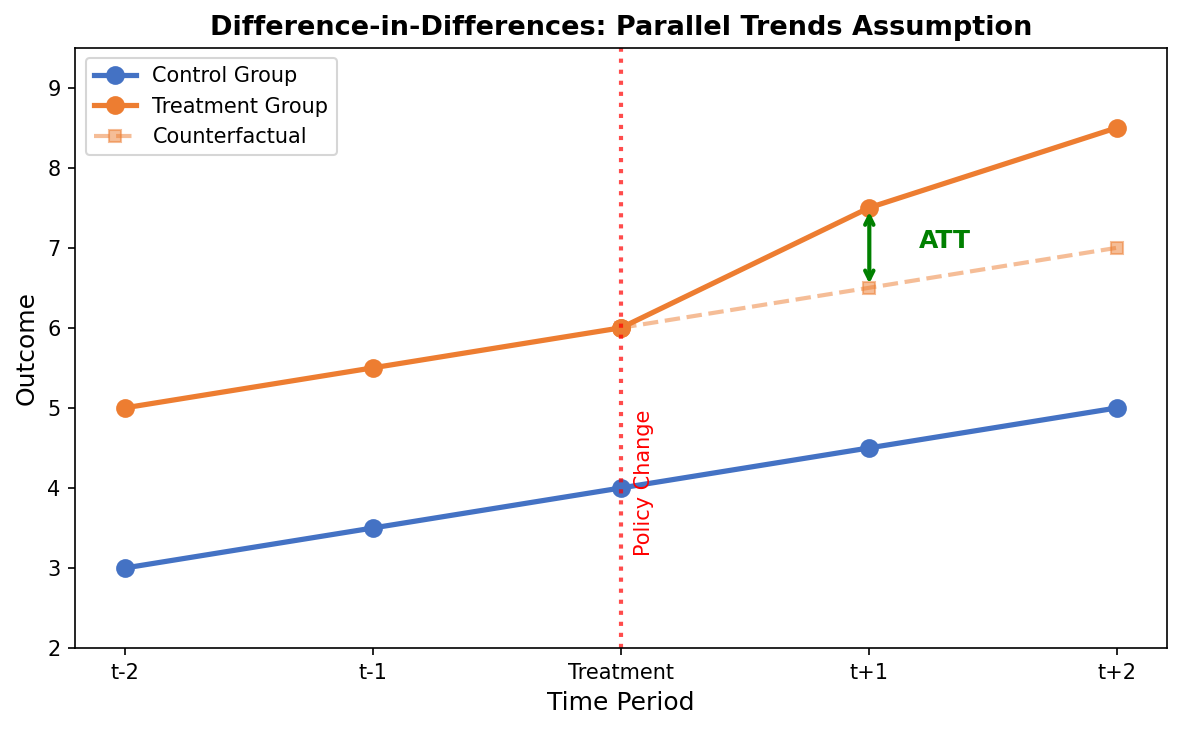 Difference-in-Differences: Parallel Trends Assumption
Control Group
Treatment Group
Counterfactual
9
8
7
6
5
4
3
2
Outcome
ATT
Policy Change
t-2
t-1
Treatment
t+1
t+2
Time Period